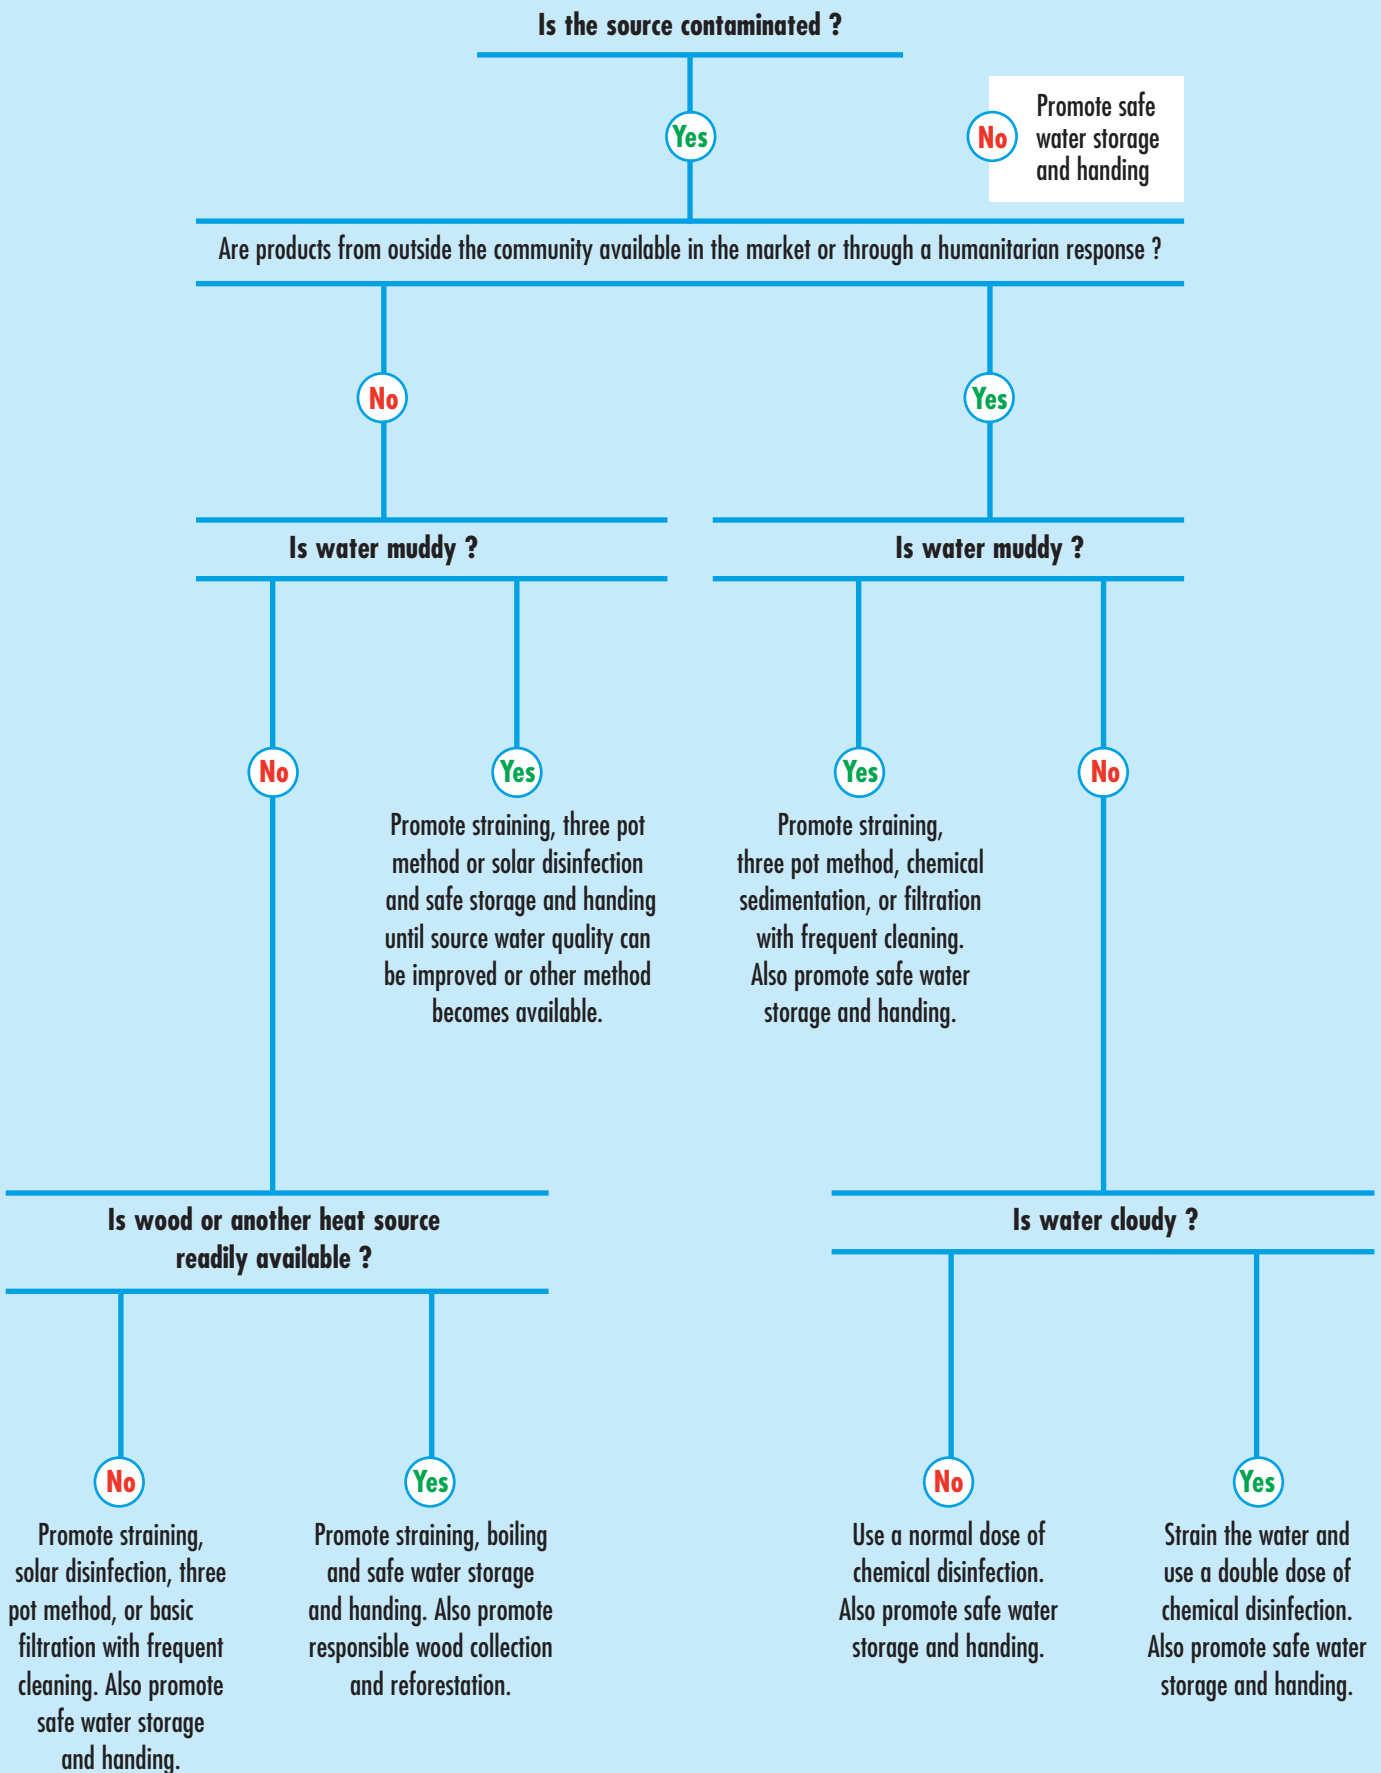 Is the source contaminated ?
Yes
No
Promote safe
water storage
and handing
Are products from outside the community available in the market or through a humanitarian response ?
No
Yes
Is water muddy ?
Is water muddy ?
No
Yes
Yes
No
Promote straining, three pot
method or solar disinfection
and safe storage and handing
until source water quality can
be improved or other method
becomes available.
Promote straining,
three pot method, chemical
sedimentation, or filtration
with frequent cleaning.
Also promote safe water
storage and handing.
Is wood or another heat source
readily available ?
Is water cloudy ?
No
Yes
No
Yes
Promote straining,
solar disinfection, three
pot method, or basic
filtration with frequent
cleaning. Also promote
safe water storage
and handing.
Promote straining, boiling
and safe water storage
and handing. Also promote
responsible wood collection
and reforestation.
Use a normal dose of
chemical disinfection.
Also promote safe water
storage and handing.
Strain the water and
use a double dose of
chemical disinfection.
Also promote safe water
storage and handing.